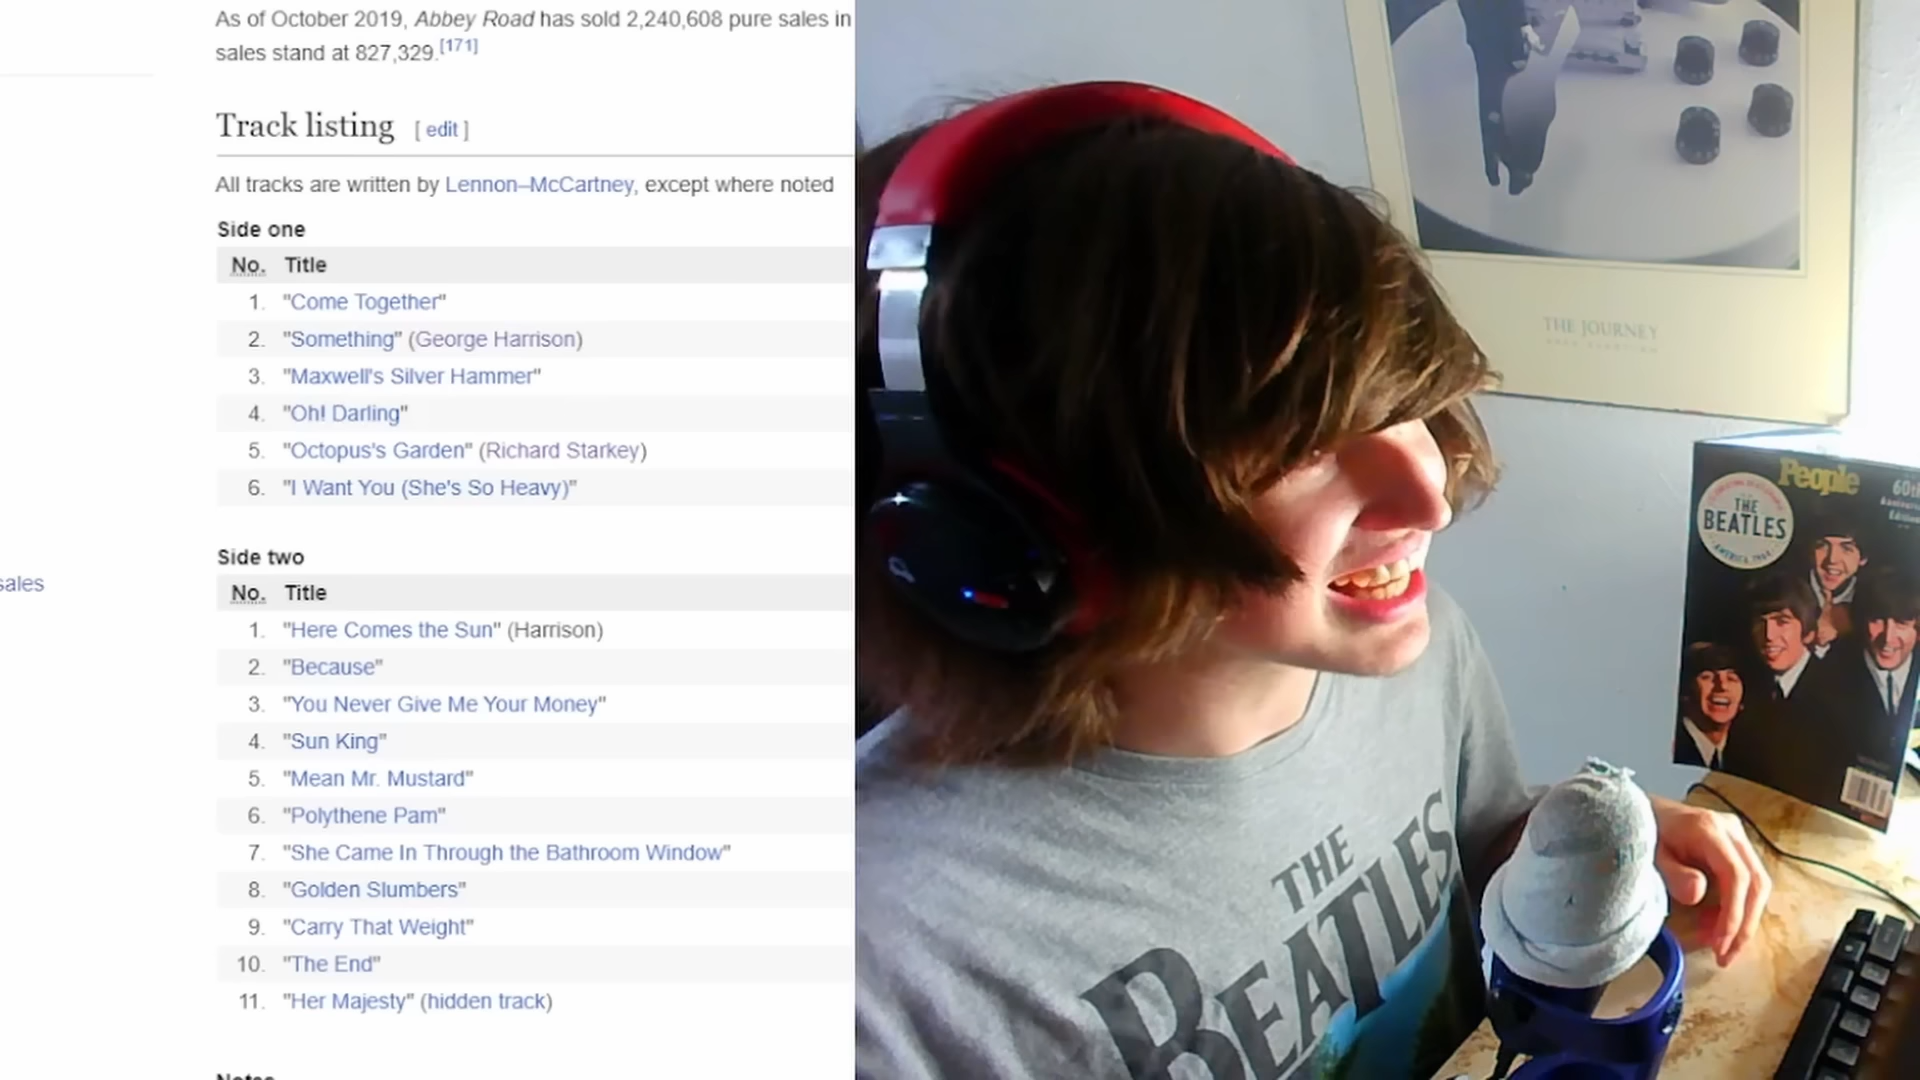 As of October 2019, Abbey Road has sold 2,240,608 pure sales in
sales stand at 827,329.[171]
Track listing [ edit ]
All tracks are written by Lennon–McCartney, except where noted
Side one
No. Title
1. "Come Together"
2. "Something" (George Harrison)
3. "Maxwell's Silver Hammer"
4. "Oh! Darling"
5. "Octopus's Garden" (Richard Starkey)
6. "I Want You (She's So Heavy)"
Side two
No. Title
1. "Here Comes the Sun" (Harrison)
2. "Because"
3. "You Never Give Me Your Money"
4. "Sun King"
5. "Mean Mr. Mustard"
6. "Polythene Pam"
7. "She Came In Through the Bathroom Window"
8. "Golden Slumbers"
9. "Carry That Weight"
10. "The End"
11. "Her Majesty" (hidden track)
sales
THE JOURNEY
People
THE
BEATLES
60th
THE
BEATLES